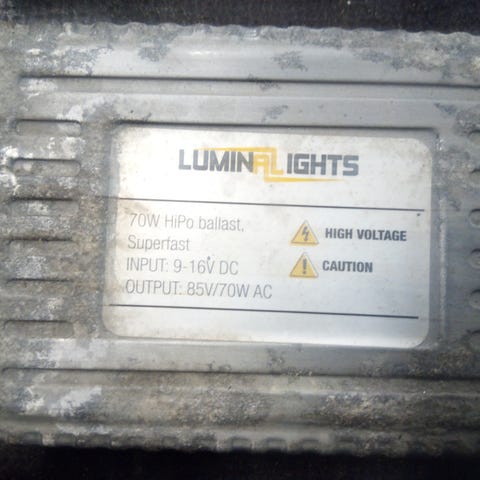 LUMINALIGHTS
70W HiPo ballast,
Superfast
INPUT: 9-16V DC
OUTPUT: 85V/70W AC
HIGH VOLTAGE
CAUTION